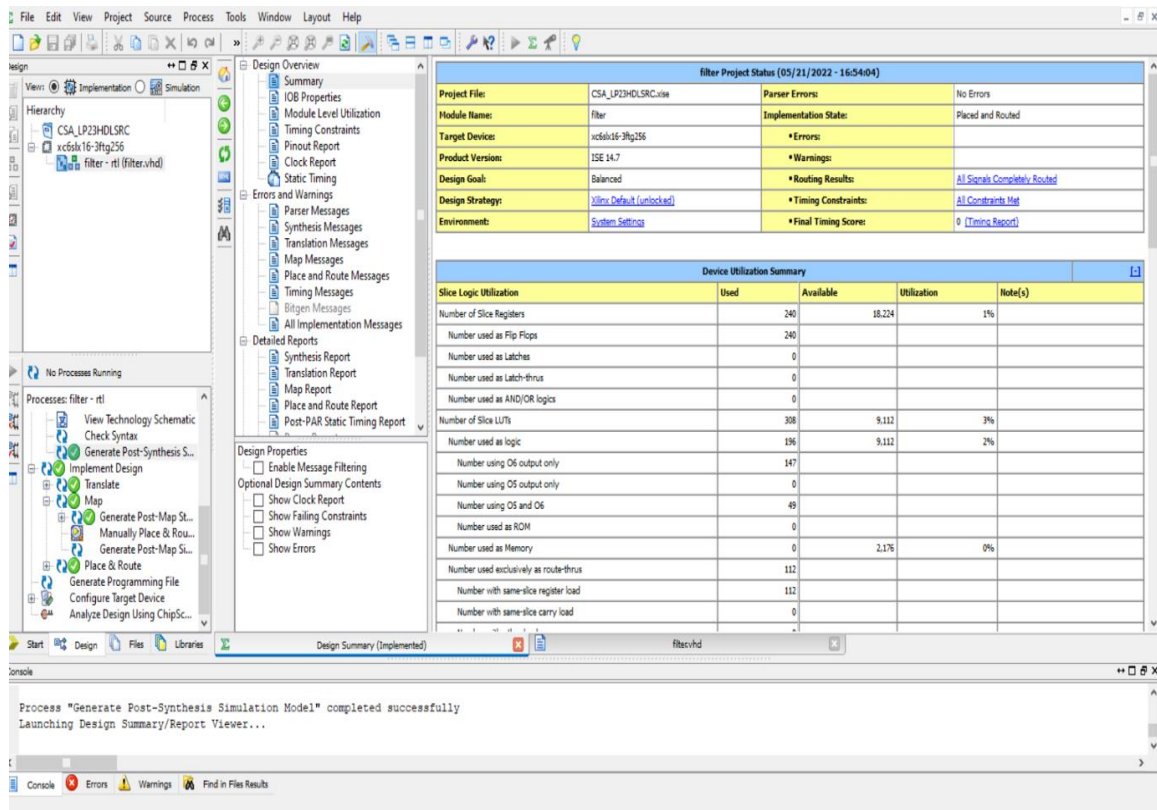 File Edit View Project Source Process Tools Window Layout Help
Design
View: Implementation Simulation
Hierarchy
CSA_LP23HDLSRC
xc6slx16-3ftg256
filter - rtl (filter.vhd)
No Processes Running
Processes: filter - rtl
View Technology Schematic
Check Syntax
Generate Post-Synthesis S...
Implement Design
Translate
Map
Generate Post-Map St...
Manually Place & Rou...
Generate Post-Map Si...
Place & Route
Generate Programming File
Configure Target Device
Analyze Design Using ChipSc...
Start Design Files Libraries
Design Overview
Summary
IOB Properties
Module Level Utilization
Timing Constraints
Pinout Report
Clock Report
Static Timing
Errors and Warnings
Parser Messages
Synthesis Messages
Translation Messages
Map Messages
Place and Route Messages
Timing Messages
Bitgen Messages
All Implementation Messages
Detailed Reports
Synthesis Report
Translation Report
Map Report
Place and Route Report
Post-PAR Static Timing Report
Design Properties
Enable Message Filtering
Optional Design Summary Contents
Show Clock Report
Show Failing Constraints
Show Warnings
Show Errors
filter Project Status (05/21/2022 - 16:54:04)
Project File: CSA_LP23HDLSRC.xise Parser Errors: No Errors
Module Name: filter Implementation State: Placed and Routed
Target Device: xc6slx16-3ftg256 •Errors:
Product Version: ISE 14.7 •Warnings:
Design Goal: Balanced •Routing Results: All Signals Completely Routed
Design Strategy: Xilinx Default (unlocked) •Timing Constraints: All Constraints Met
Environment: System Settings •Final Timing Score: 0 (Timing Report)
Device Utilization Summary [-]
Slice Logic Utilization Used Available Utilization Note(s)
Number of Slice Registers 240 18,224 1%
Number used as Flip Flops 240
Number used as Latches 0
Number used as Latch-thrus 0
Number used as AND/OR logics 0
Number of Slice LUTs 308 9,112 3%
Number used as logic 196 9,112 2%
Number using O6 output only 147
Number using O5 output only 0
Number using O5 and O6 49
Number used as ROM 0
Number used as Memory 0 2,176 0%
Number used exclusively as route-thrus 112
Number with same-slice register load 112
Number with same-slice carry load 0
Design Summary (Implemented) filter.vhd
Console
Process "Generate Post-Synthesis Simulation Model" completed successfully
Launching Design Summary/Report Viewer...
Console Errors Warnings Find in Files Results